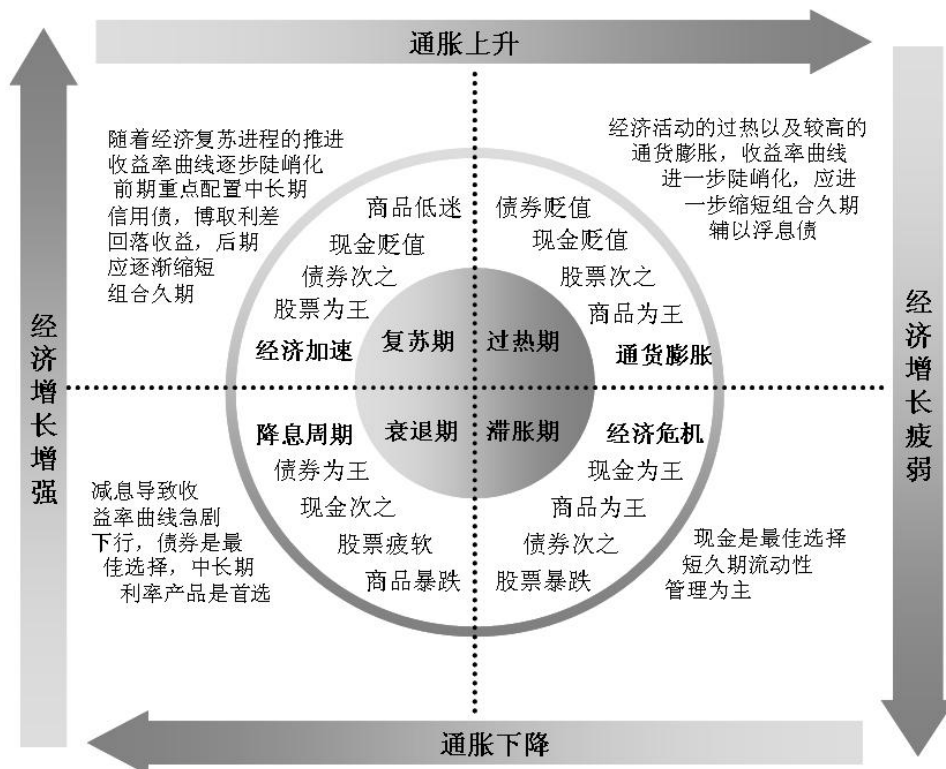 通胀上升
随着经济复苏进程的推进
收益率曲线逐步陡峭化
前期重点配置中长期
信用债，博取利差
回落收益，后期
应逐渐缩短
组合久期
经济活动的过热以及较高的
通货膨胀，收益率曲线
进一步陡峭化，应进
一步缩短组合久期
辅以浮息债
商品低迷
现金贬值
债券次之
股票为王
经济加速
复苏期
债券贬值
现金贬值
股票次之
商品为王
通货膨胀
过热期
经济增长增强
经济增长疲弱
降息周期
衰退期
债券为王
现金次之
股票疲软
商品暴跌
滞胀期
经济危机
现金为王
商品为王
债券次之
股票暴跌
减息导致收
益率曲线急剧
下行，债券是最
佳选择，中长期
利率产品是首选
现金是最佳选择
短久期流动性
管理为主
通胀下降